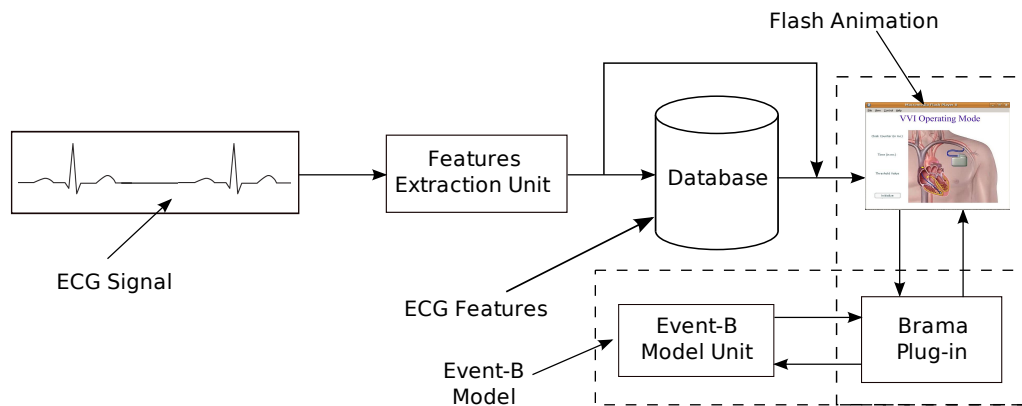 Flash Animation
VVI Operating Mode
Features
Extraction Unit
Database
ECG Signal
ECG Features
Event-B
Model Unit
Brama
Plug-in
Event-B
Model